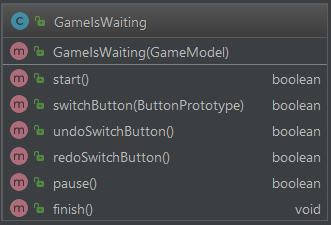 C GameIsWaiting
m GameIsWaiting(GameModel)
m start() boolean
m switchButton(ButtonPrototype) boolean
m undoSwitchButton() boolean
m redoSwitchButton() boolean
m pause() boolean
m finish() void